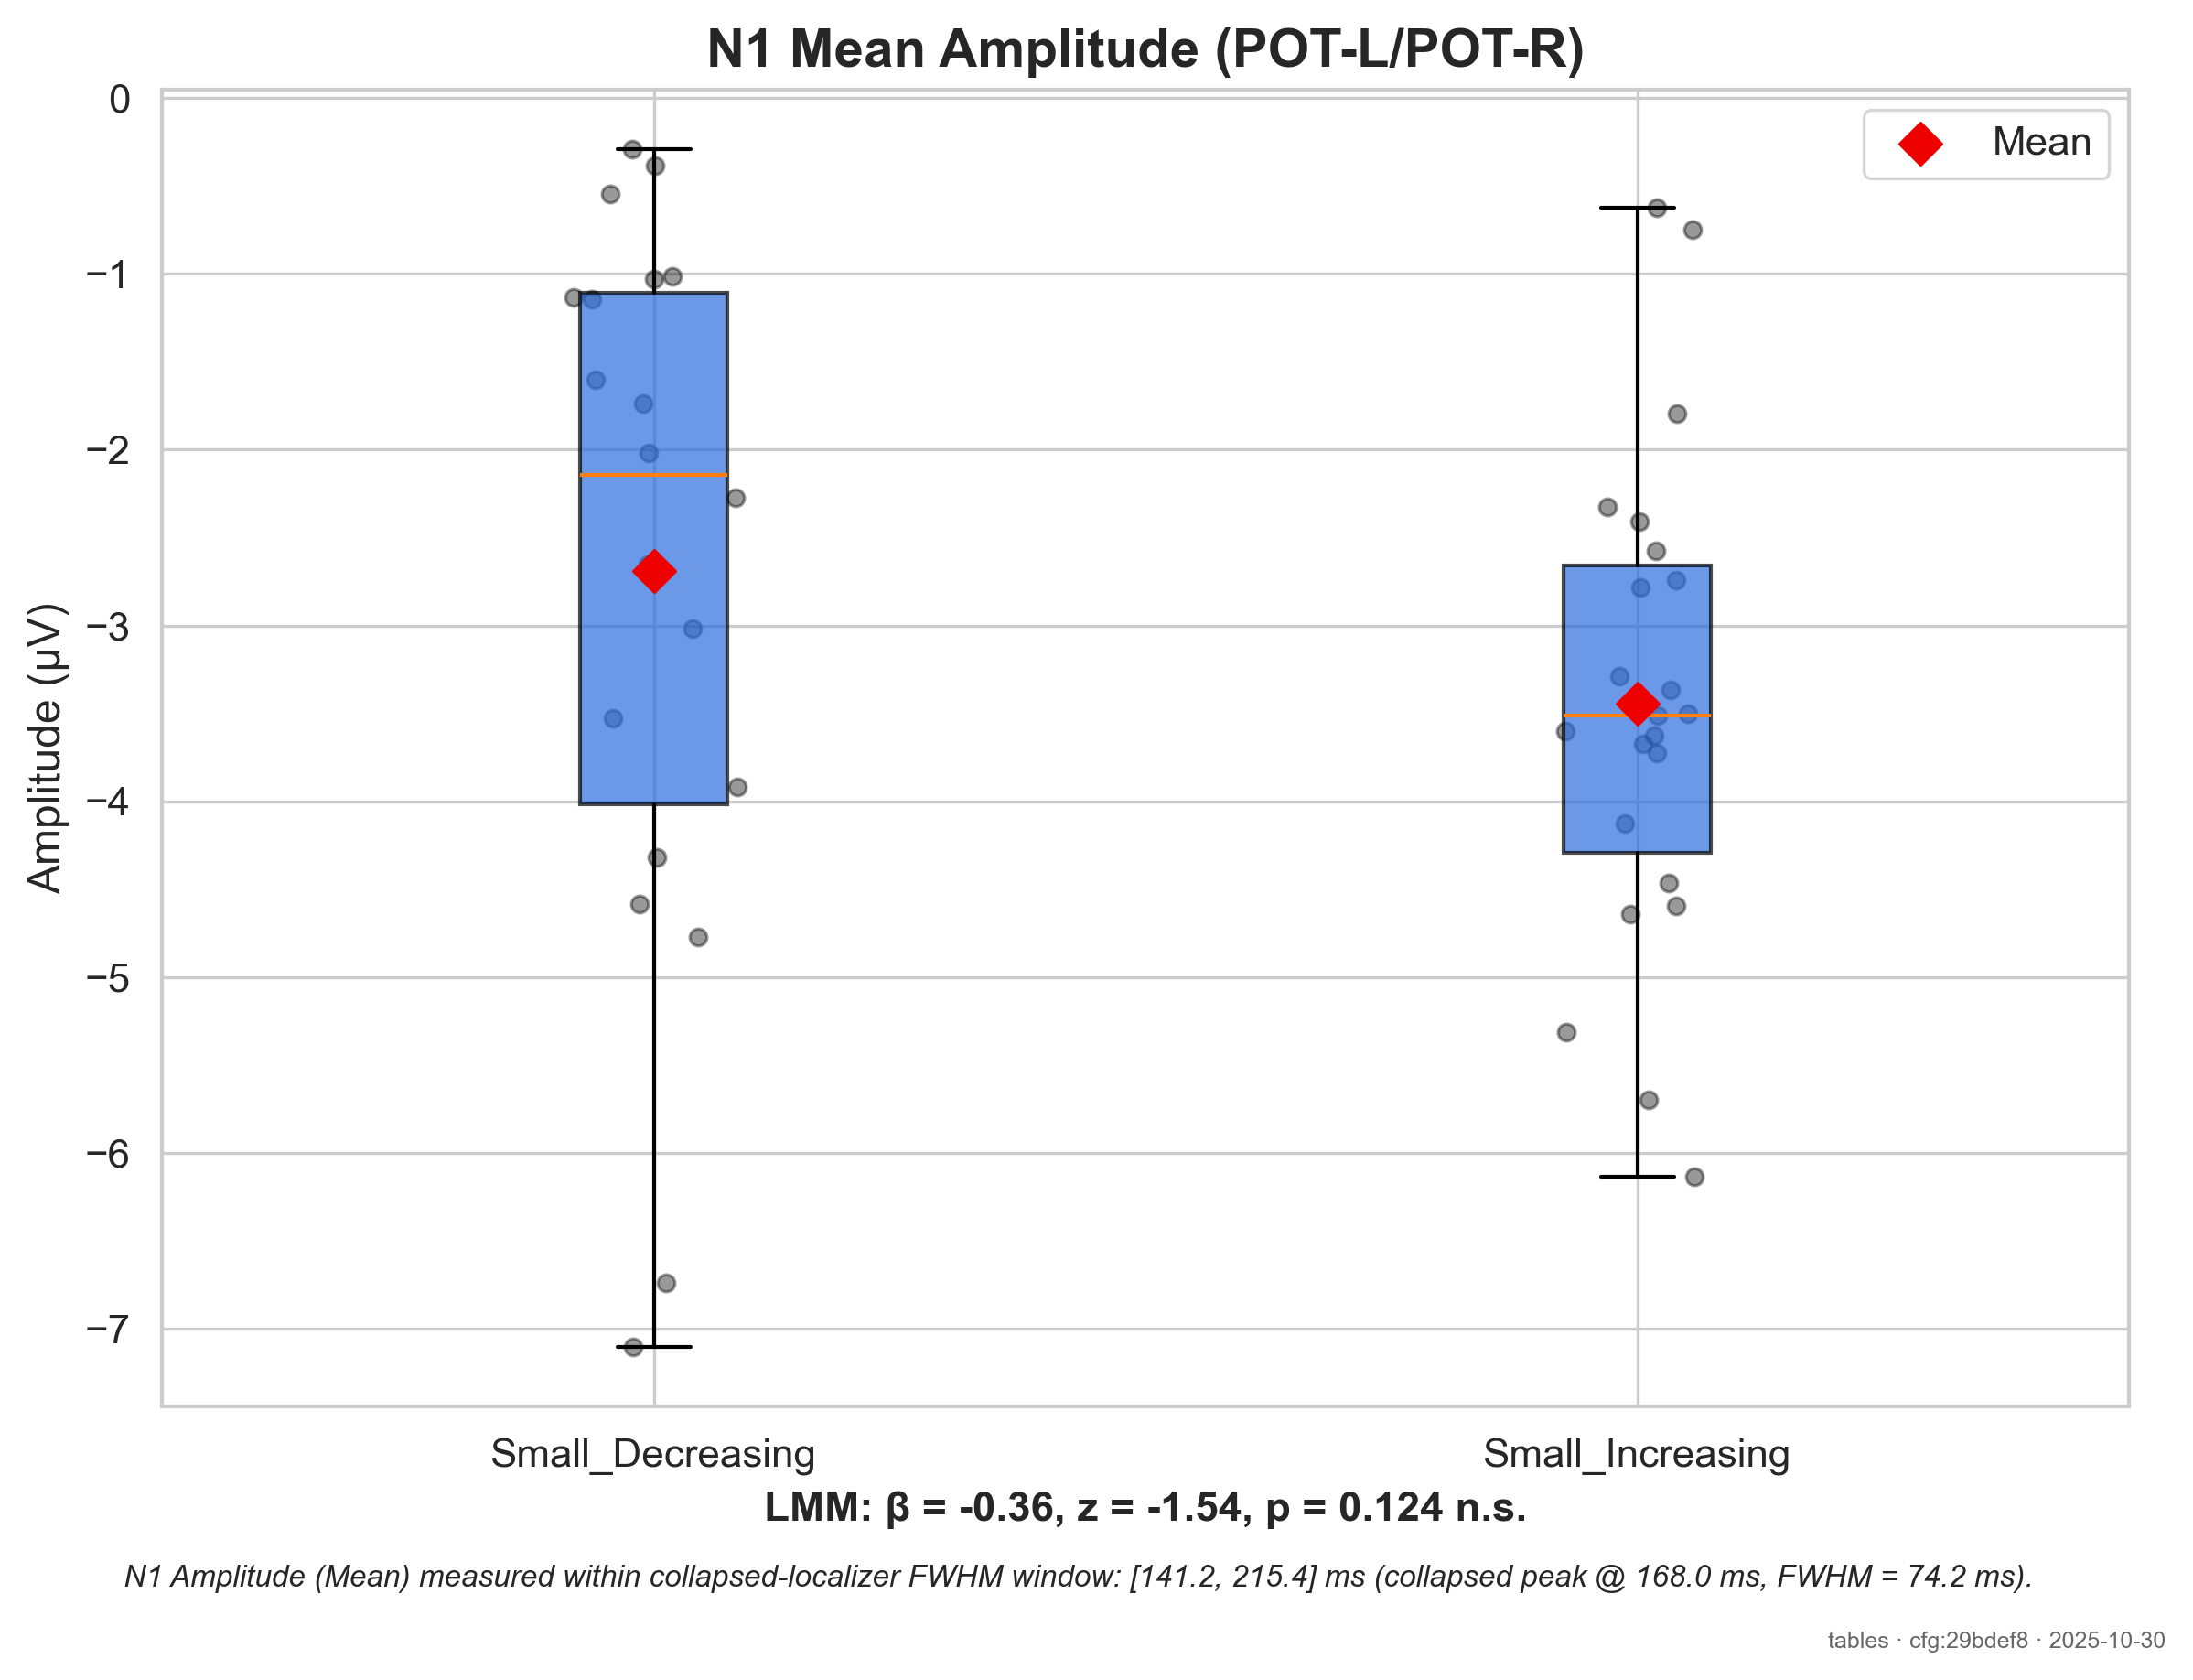 N1 Mean Amplitude (POT-L/POT-R)
Mean
Amplitude (µV)
0
−1
−2
−3
−4
−5
−6
−7
Small_Decreasing
Small_Increasing
LMM: β = -0.36, z = -1.54, p = 0.124 n.s.
N1 Amplitude (Mean) measured within collapsed-localizer FWHM window: [141.2, 215.4] ms (collapsed peak @ 168.0 ms, FWHM = 74.2 ms).
tables · cfg:29bdef8 · 2025-10-30